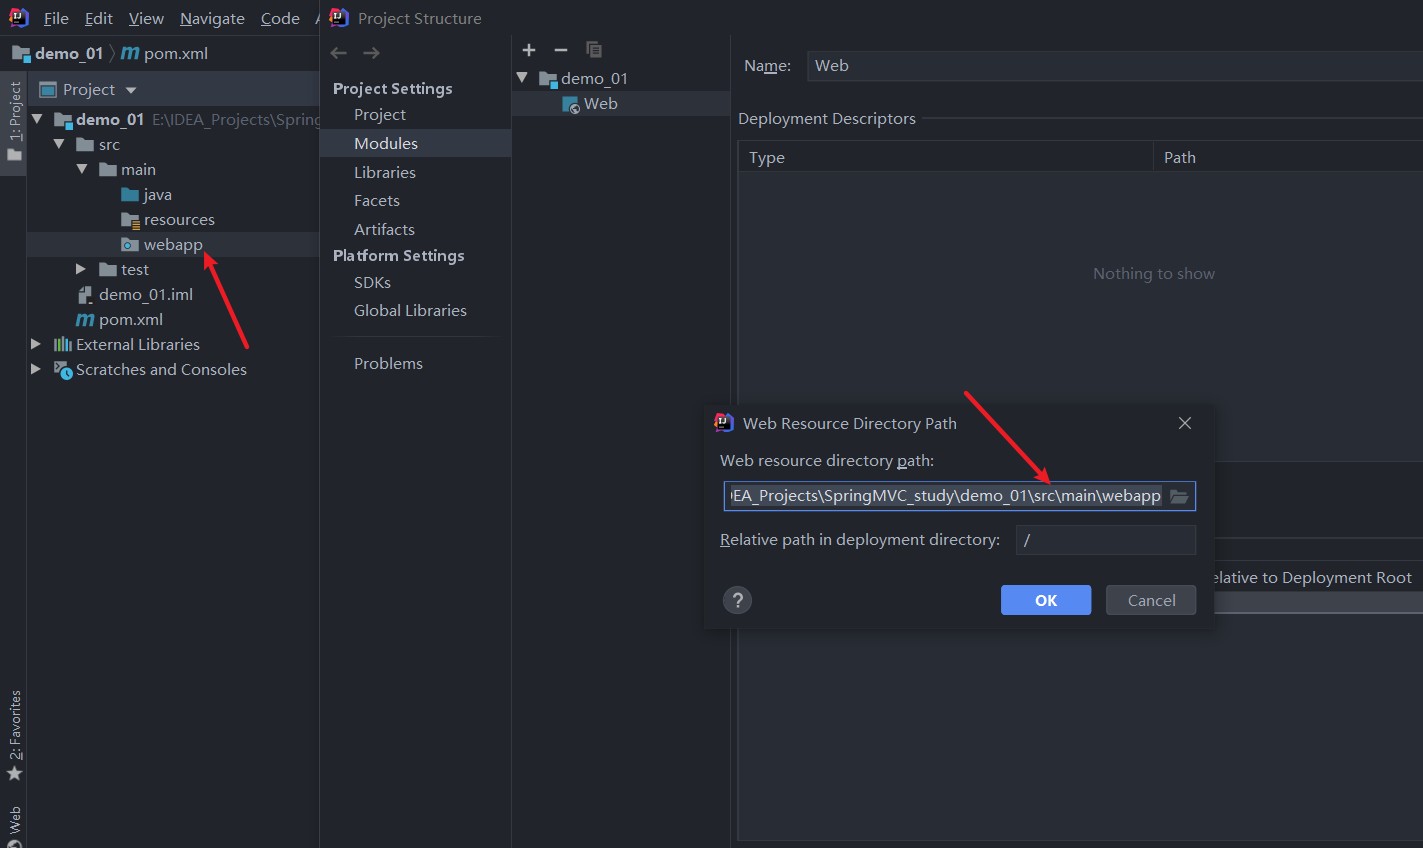 File Edit View Navigate Code
Project Structure
demo_01
pom.xml
1: Project
Project
demo_01 E:\IDEA_Projects\Spring
src
main
java
resources
webapp
test
demo_01.iml
pom.xml
External Libraries
Scratches and Consoles
2: Favorites
Web
Project Settings
Project
Modules
Libraries
Facets
Artifacts
Platform Settings
SDKs
Global Libraries
Problems
demo_01
Web
Name: Web
Deployment Descriptors
Type Path
Nothing to show
Web Resource Directory Path
Web resource directory path:
EA_Projects\SpringMVC_study\demo_01\src\main\webapp
Relative path in deployment directory: /
elative to Deployment Root
? OK Cancel